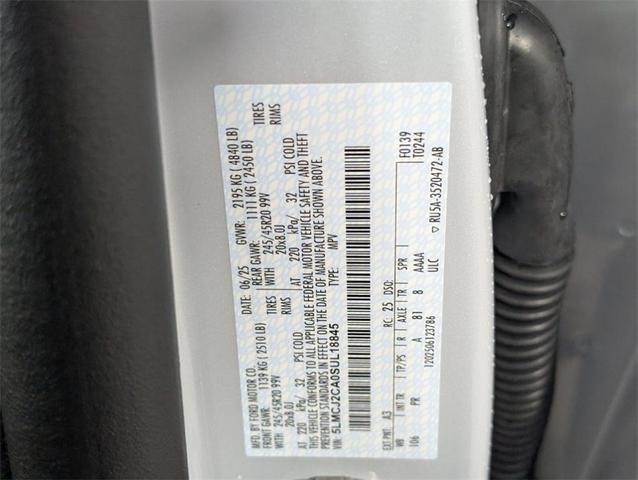 MFD. BY FORD MOTOR CO.
DATE: 06/25 GVWR: 2195 KG ( 4840 LB)
FRONT GAWR: 1139 KG ( 2510 LB) REAR GAWR: 1111 KG ( 2450 LB)
WITH 245/45R20 99V TIRES WITH 245/45R20 99V TIRES
20x8.0J RIMS 20x8.0J RIMS
AT 220 kPa/ 32 PSI COLD AT 220 kPa/ 32 PSI COLD
THIS VEHICLE CONFORMS TO ALL APPLICABLE FEDERAL MOTOR VEHICLE SAFETY AND THEFT
PREVENTION STANDARDS IN EFFECT ON THE DATE OF MANUFACTURE SHOWN ABOVE.
VIN: 5LMCJ2CA0SUL18845 TYPE: MPV
F0139
T0244
EXT PNT: A3 RC: 25 DSO:
WB INT TR TP/PS R AXLE TR SPR
106 PR A 81 8 AAAA
ULC
1202506123786
▽ RU5A-3520472-AB